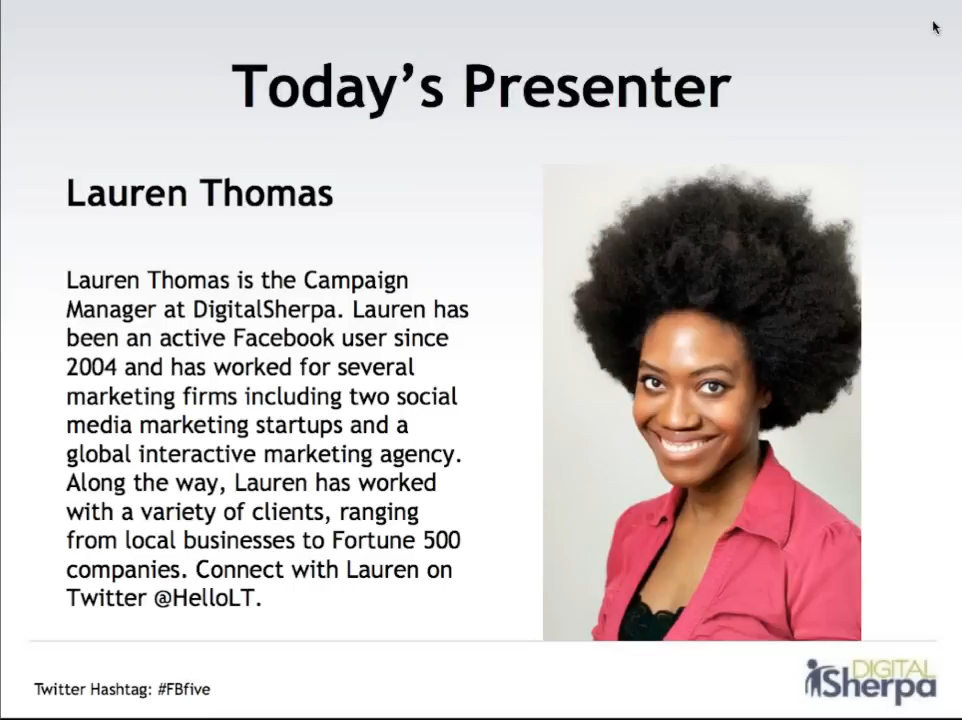 Today’s Presenter
Lauren Thomas
Lauren Thomas is the Campaign
Manager at DigitalSherpa. Lauren has
been an active Facebook user since
2004 and has worked for several
marketing firms including two social
media marketing startups and a
global interactive marketing agency.
Along the way, Lauren has worked
with a variety of clients, ranging
from local businesses to Fortune 500
companies. Connect with Lauren on
Twitter @HelloLT.
Twitter Hashtag: #FBfive
DIGITAL
Sherpa